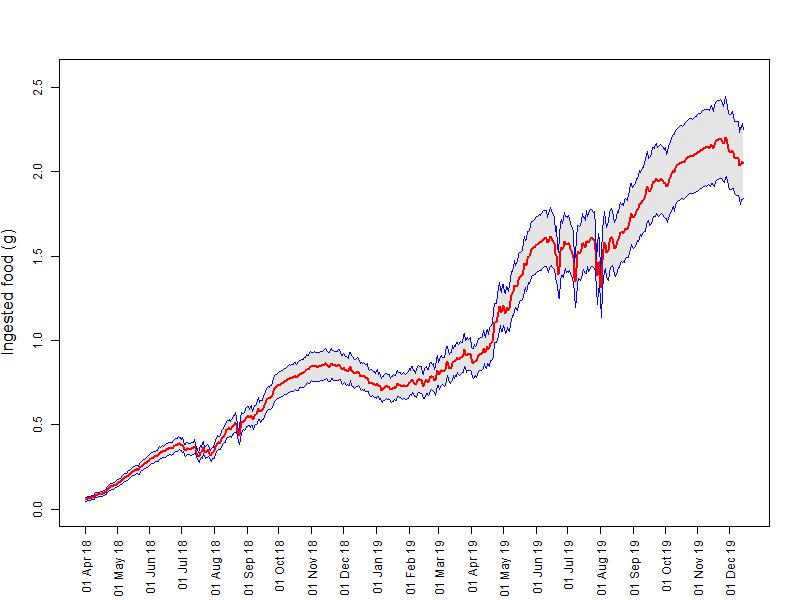 Ingested food (g)
2.5
2.0
1.5
1.0
0.5
0.0
01 Apr 18
01 May 18
01 Jun 18
01 Jul 18
01 Aug 18
01 Sep 18
01 Oct 18
01 Nov 18
01 Dec 18
01 Jan 19
01 Feb 19
01 Mar 19
01 Apr 19
01 May 19
01 Jun 19
01 Jul 19
01 Aug 19
01 Sep 19
01 Oct 19
01 Nov 19
01 Dec 19